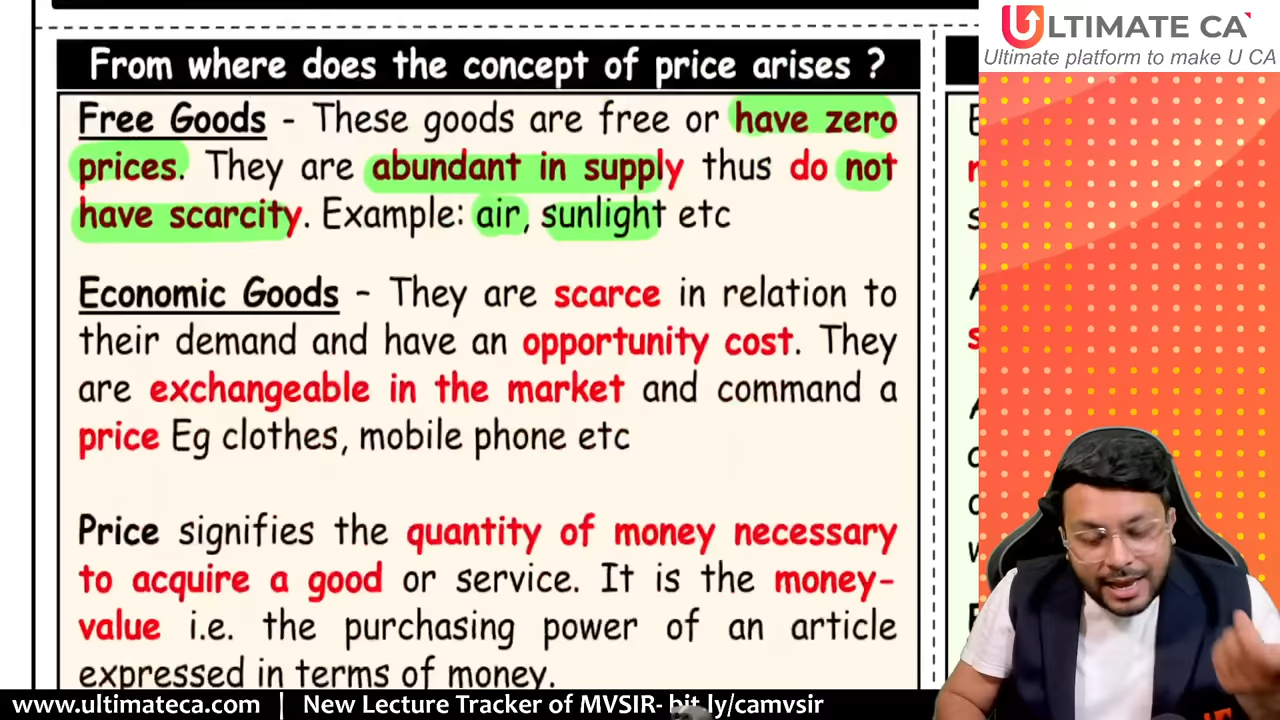 ULTIMATE CA
Ultimate platform to make U CA
From where does the concept of price arises ?
Free Goods - These goods are free or have zero
prices. They are abundant in supply thus do not
have scarcity. Example: air, sunlight etc
Economic Goods – They are scarce in relation to
their demand and have an opportunity cost. They
are exchangeable in the market and command a
price Eg clothes, mobile phone etc
Price signifies the quantity of money necessary
to acquire a good or service. It is the money-
value i.e. the purchasing power of an article
expressed in terms of money.
www.ultimateca.com | New Lecture Tracker of MVSIR- bit.ly/camvsir